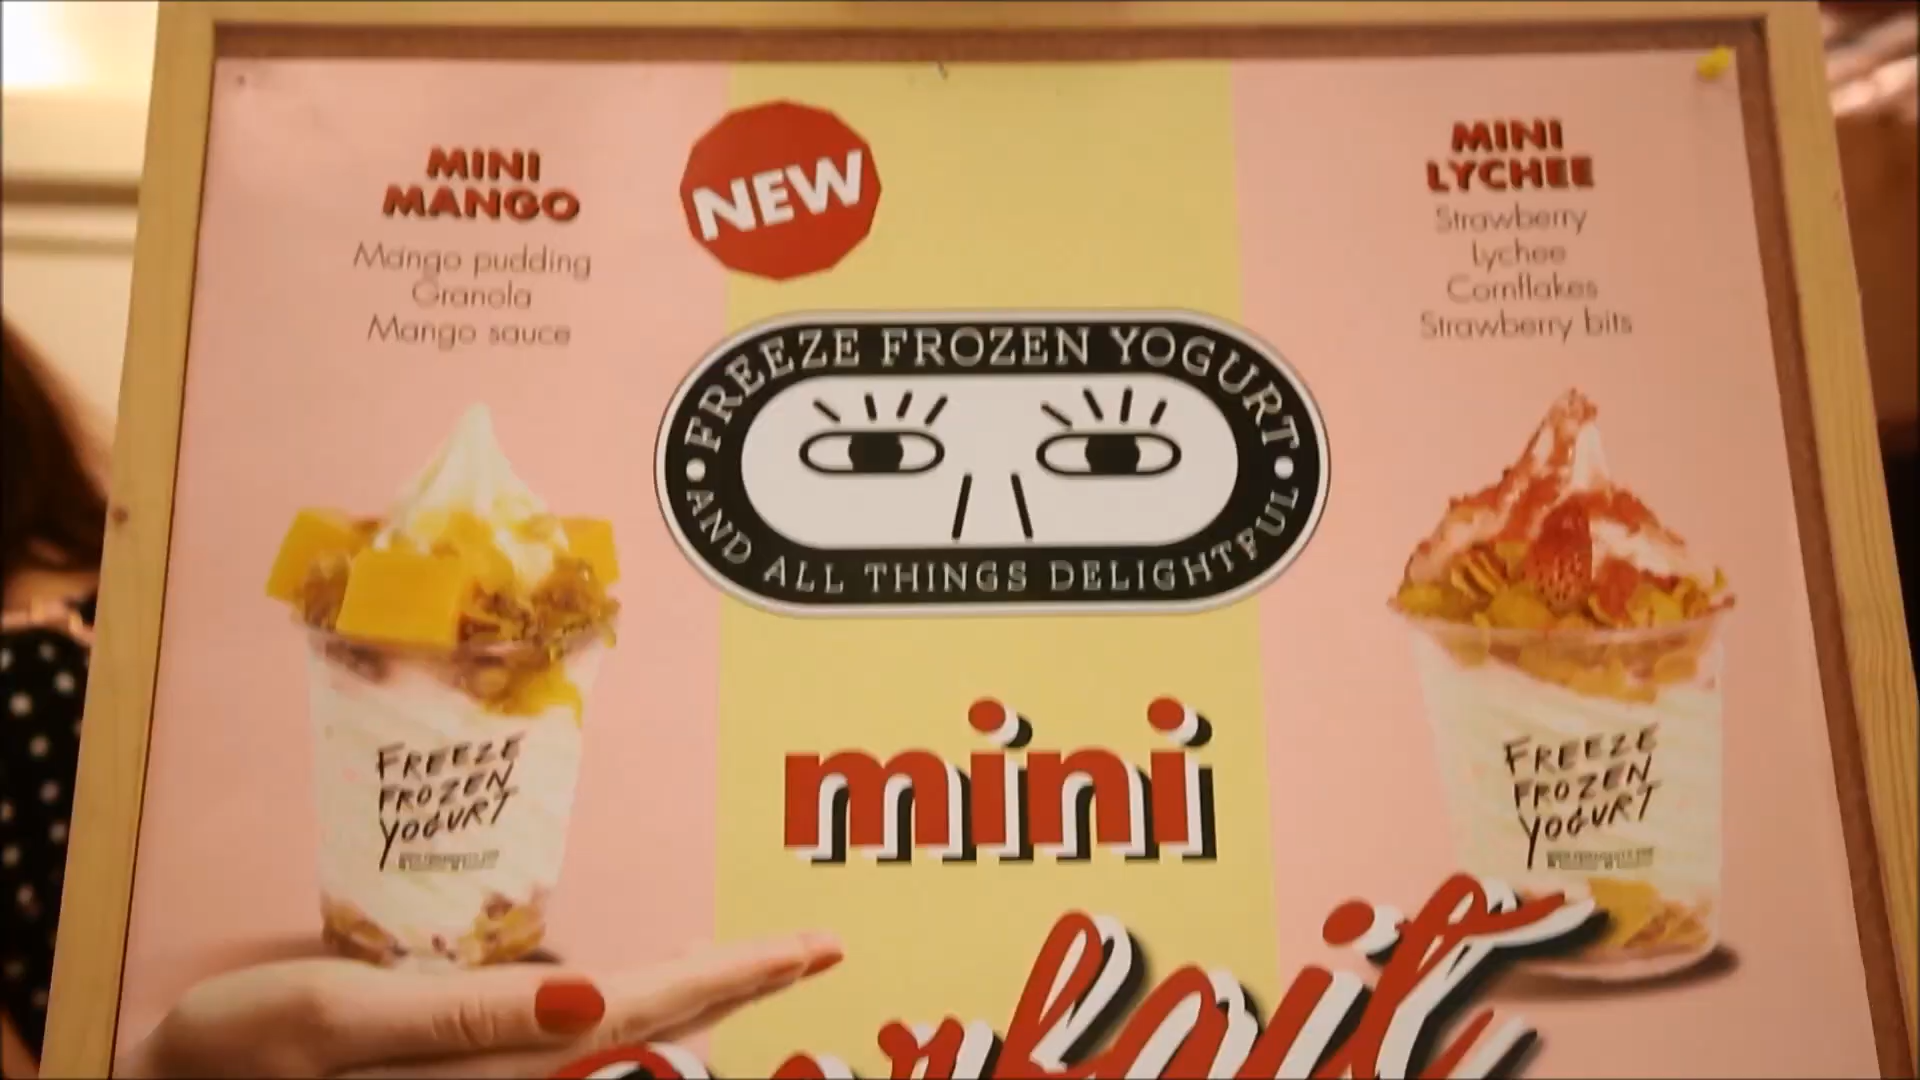 MINI
MANGO
Mango pudding
Granola
Mango sauce
NEW
MINI
LYCHEE
Strawberry
Lychee
Cornflakes
Strawberry bits
FREEZE FROZEN YOGURT
AND ALL THINGS DELIGHTFUL
FREEZE
FROZEN
YOGURT
mini
FREEZE
FROZEN
YOGURT
Parfait